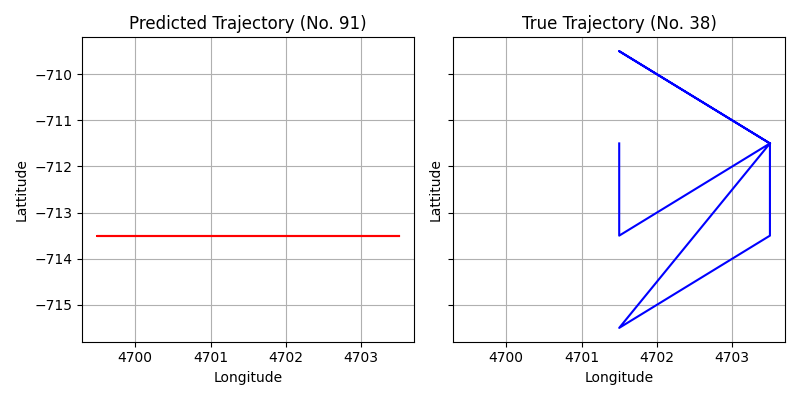 Predicted Trajectory (No. 91)
Lattitude
−710
−711
−712
−713
−714
−715
4700 4701 4702 4703
Longitude
True Trajectory (No. 38)
Lattitude
4700 4701 4702 4703
Longitude